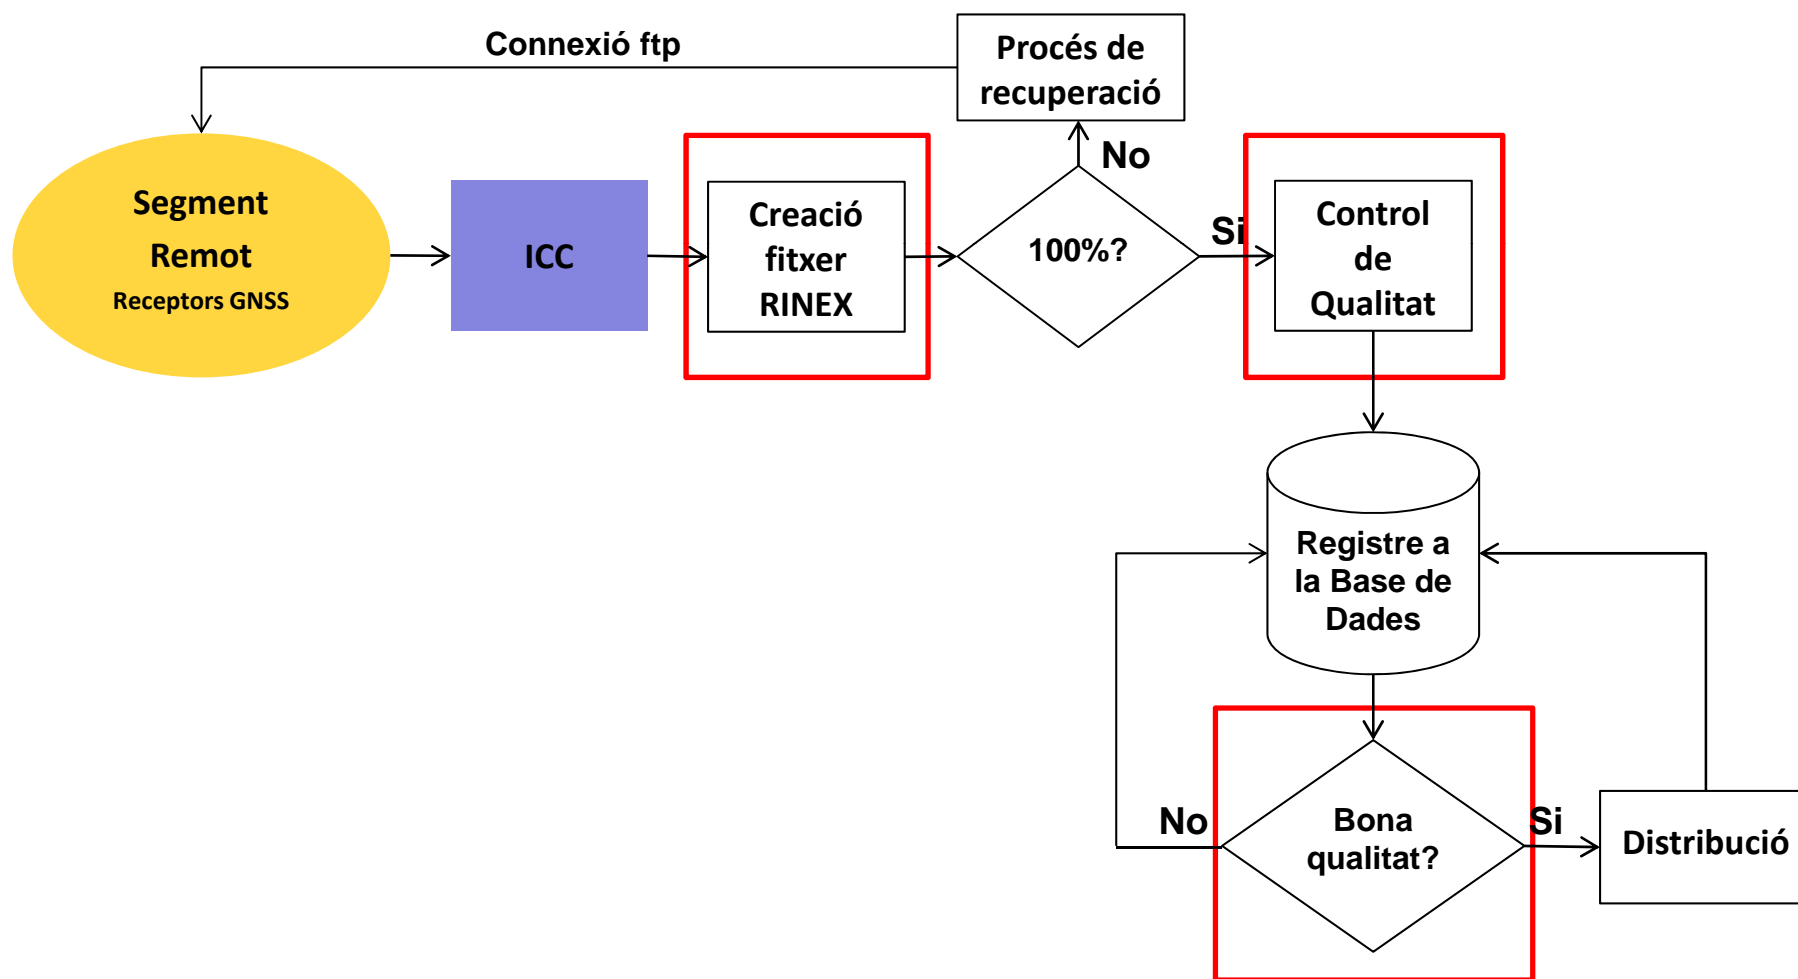 Connexió ftp
Procés de
recuperació
No
Segment
Remot
Receptors GNSS
ICC
Creació
fitxer
RINEX
100%?
Si
Control
de
Qualitat
Registre a
la Base de
Dades
No
Bona
qualitat?
Si
Distribució